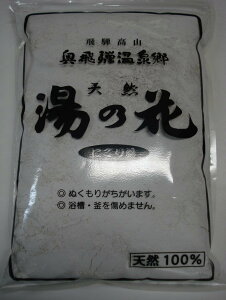 飛騨高山
奥飛騨温泉郷
天然
湯の花
にごり湯
◎ぬくもりがちがいます。
◎浴槽・釜を傷めません。
天然100%